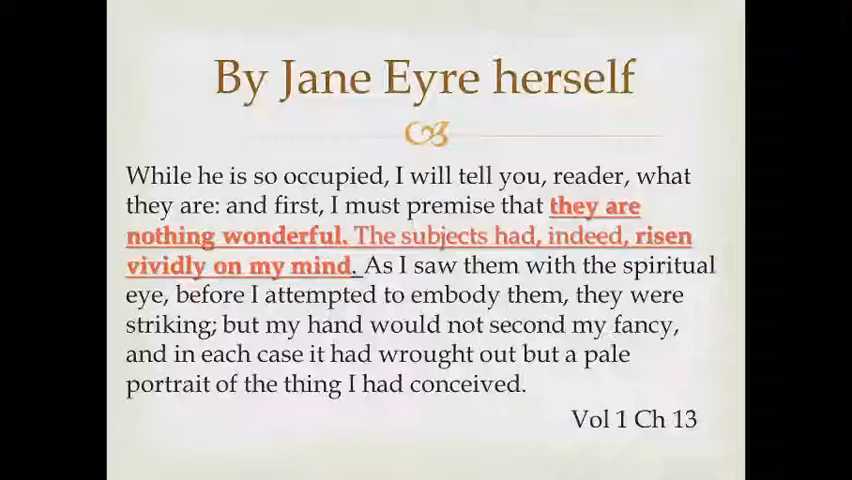 By Jane Eyre herself
While he is so occupied, I will tell you, reader, what
they are: and first, I must premise that they are
nothing wonderful. The subjects had, indeed, risen
vividly on my mind. As I saw them with the spiritual
eye, before I attempted to embody them, they were
striking; but my hand would not second my fancy,
and in each case it had wrought out but a pale
portrait of the thing I had conceived.
Vol 1 Ch 13